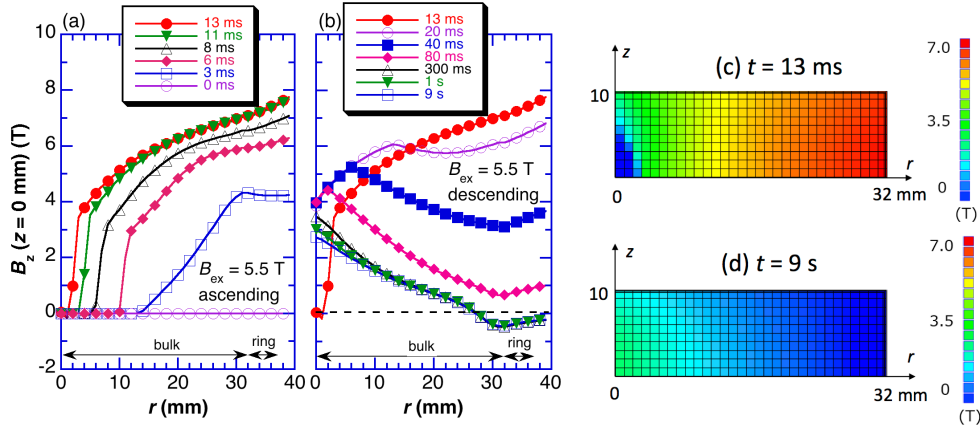 (a)
13 ms
11 ms
8 ms
6 ms
3 ms
0 ms
B_ex = 5.5 T
ascending
bulk
ring
10
8
6
4
2
0
-2
B_z (z = 0 mm) (T)
0 10 20 30 40
r (mm)
(b)
13 ms
20 ms
40 ms
80 ms
300 ms
1 s
9 s
B_ex = 5.5 T
descending
bulk
ring
0 10 20 30 40
r (mm)
z
(c) t = 13 ms
10
r
0
32 mm
7.0
3.5
0
(T)
z
(d) t = 9 s
10
r
0
32 mm
7.0
3.5
0
(T)